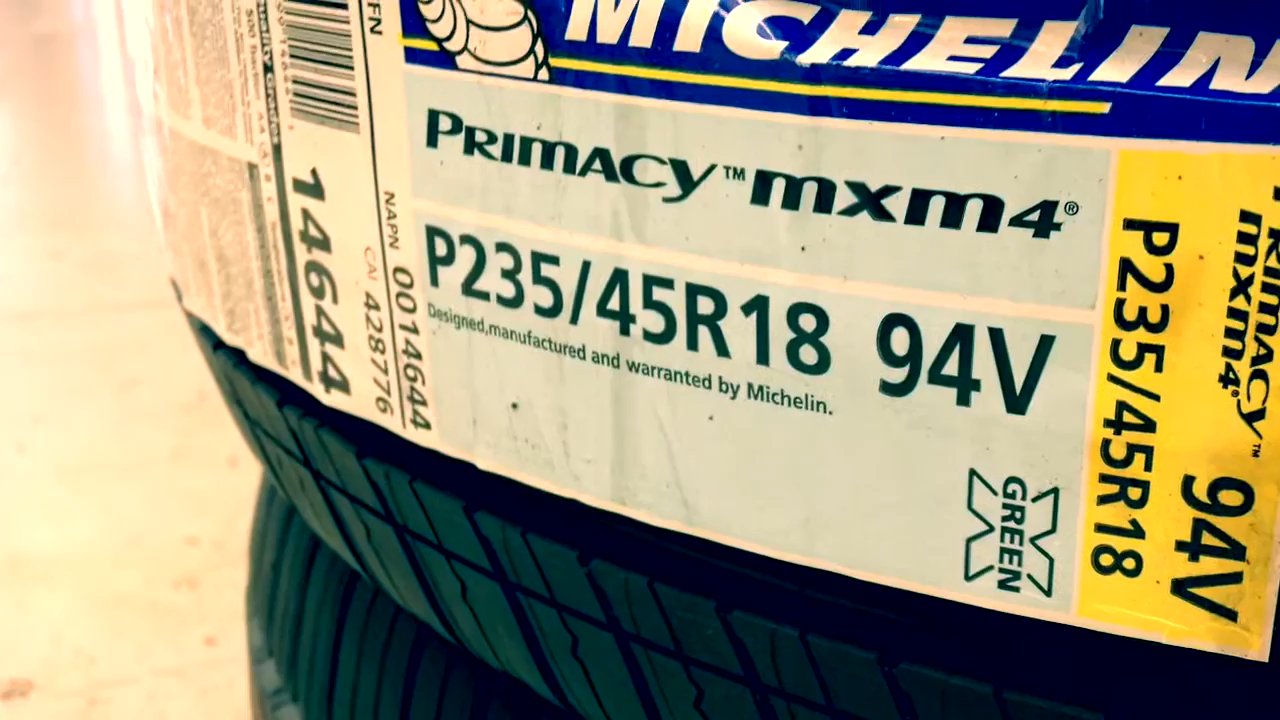 MICHELIN
PRIMACY™ MXM4®
P235/45R18 94V
Designed,manufactured and warranted by Michelin.
GREEN X
14644
NAPN 0014644
CAI 428776
PRIMACY™
MXM4®
P235/45R18 94V